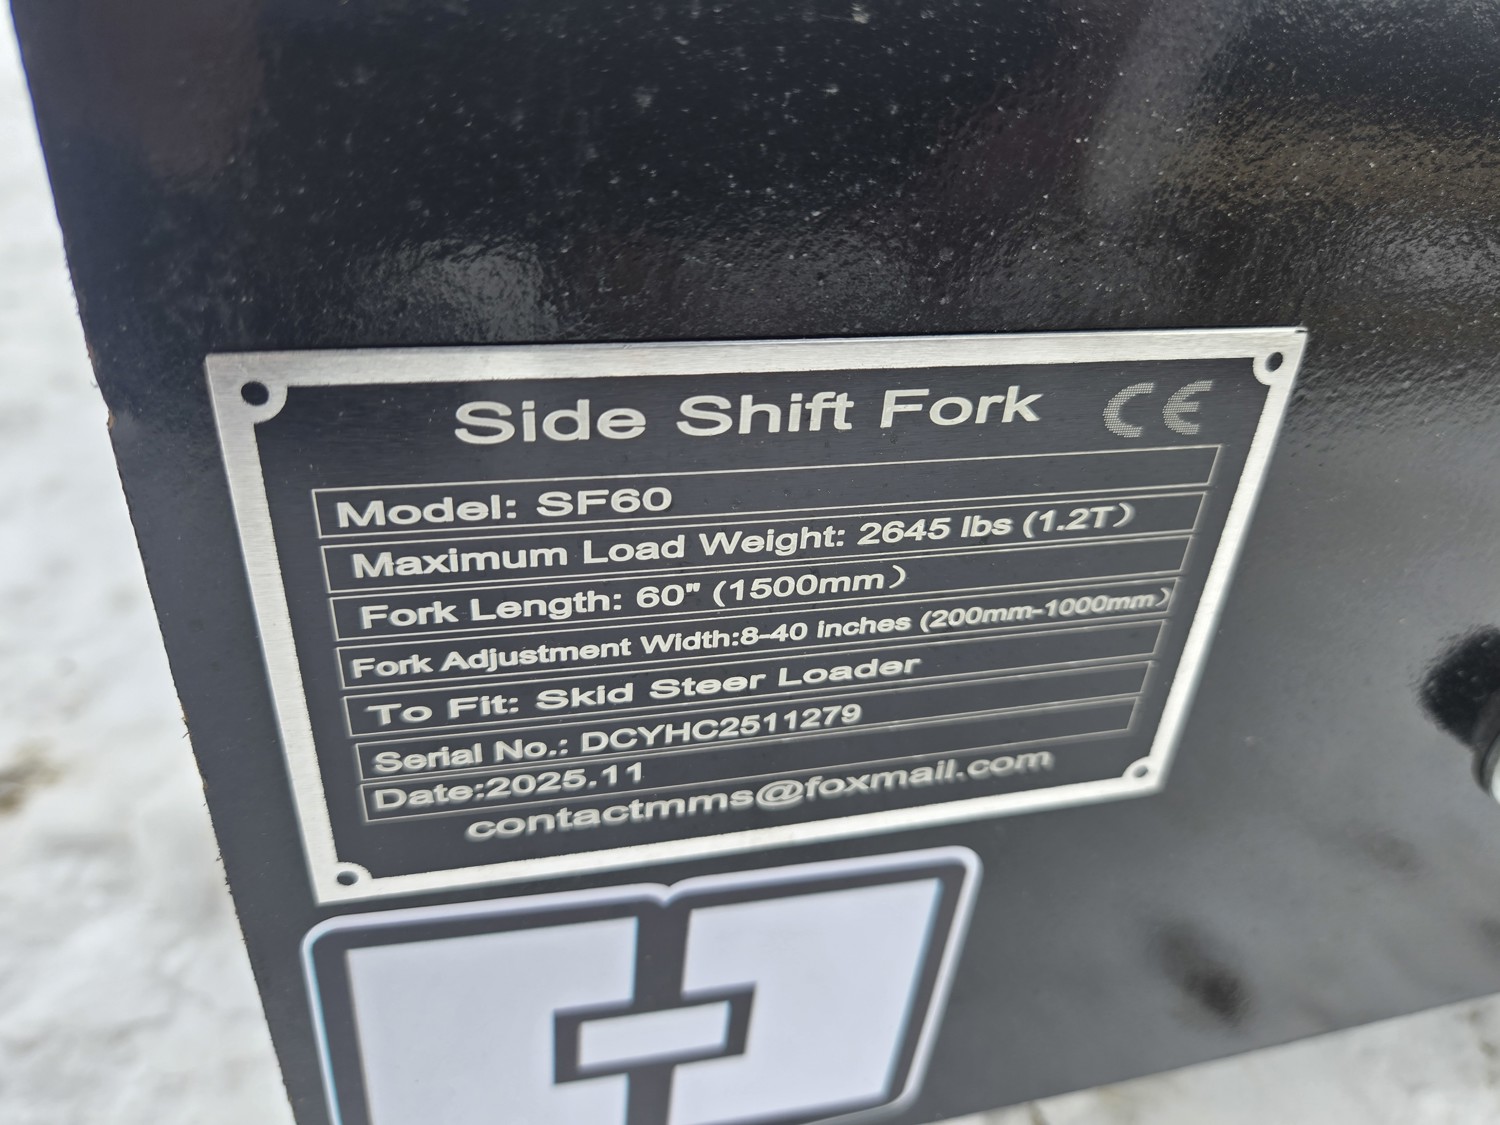 Side Shift Fork CE
Model: SF60
Maximum Load Weight: 2645 lbs (1.2T)
Fork Length: 60" (1500mm)
Fork Adjustment Width:8-40 inches (200mm-1000mm)
To Fit: Skid Steer Loader
Serial No.: DCYHC2511279
Date:2025.11
contactmms@foxmail.com